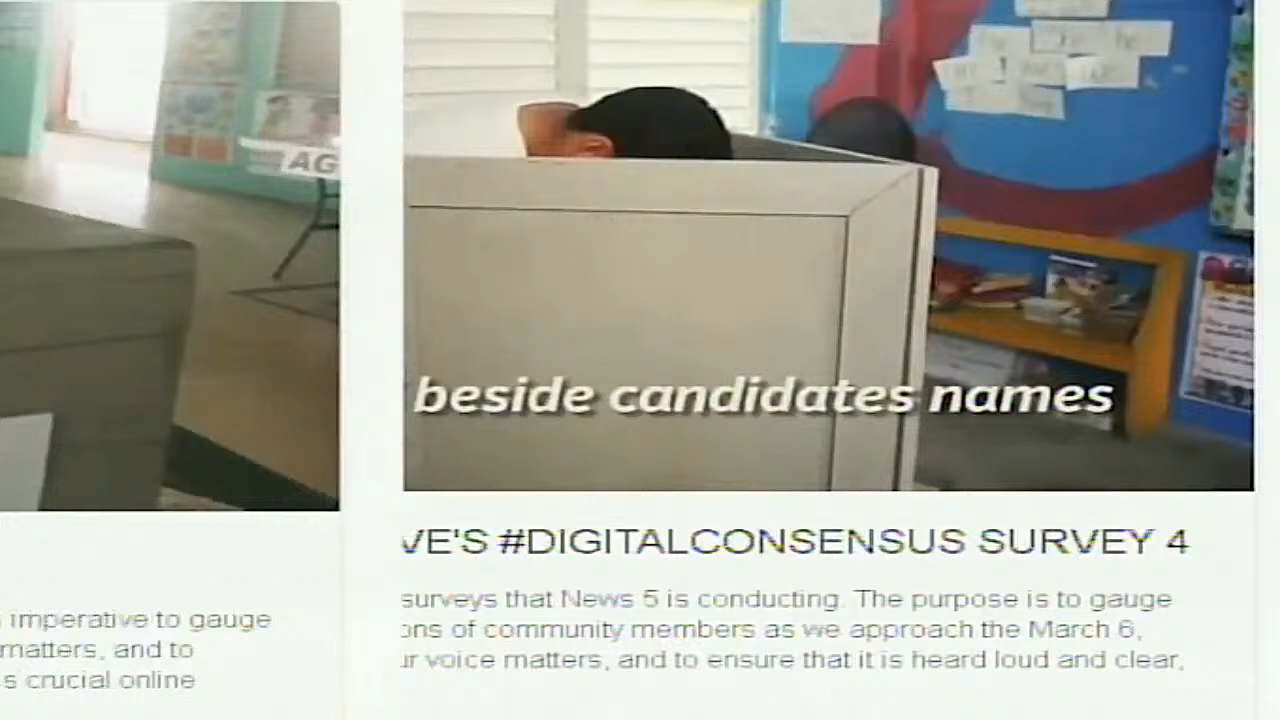 AG
beside candidates names
VE'S #DIGITALCONSENSUS SURVEY 4
surveys that News 5 is conducting. The purpose is to gauge
ons of community members as we approach the March 6,
ur voice matters, and to ensure that it is heard loud and clear,
imperative to gauge
matters, and to
s crucial online